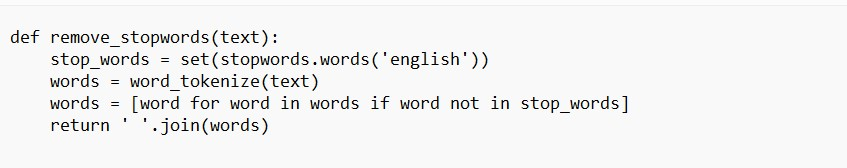 def remove_stopwords(text):
    stop_words = set(stopwords.words('english'))
    words = word_tokenize(text)
    words = [word for word in words if word not in stop_words]
    return ' '.join(words)